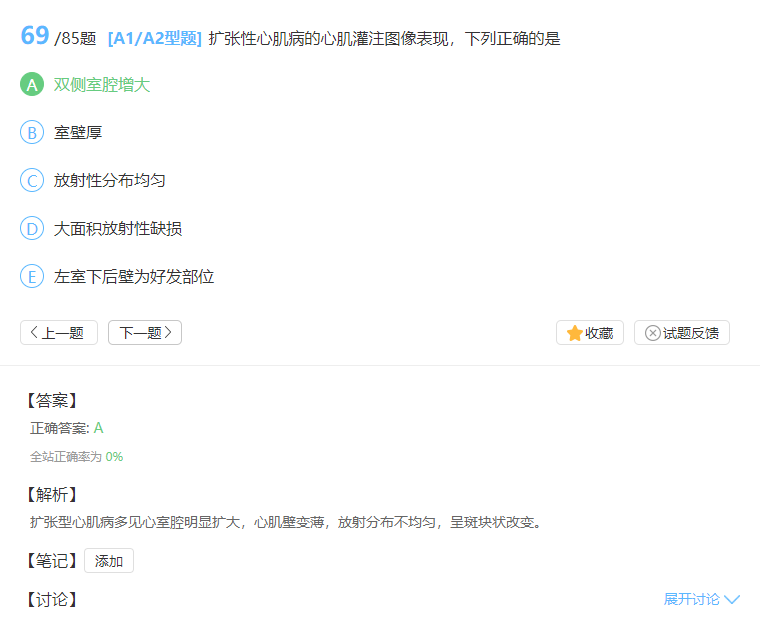 69 /85题 [A1/A2型题] 扩张性心肌病的心肌灌注图像表现，下列正确的是
A 双侧室腔增大
B 室壁厚
C 放射性分布均匀
D 大面积放射性缺损
E 左室下后壁为好发部位
上一题 下一题 收藏 试题反馈
【答案】
正确答案: A
全站正确率为 0%
【解析】
扩张型心肌病多见心室腔明显扩大，心肌壁变薄，放射分布不均匀，呈斑块状改变。
【笔记】 添加
【讨论】 展开讨论